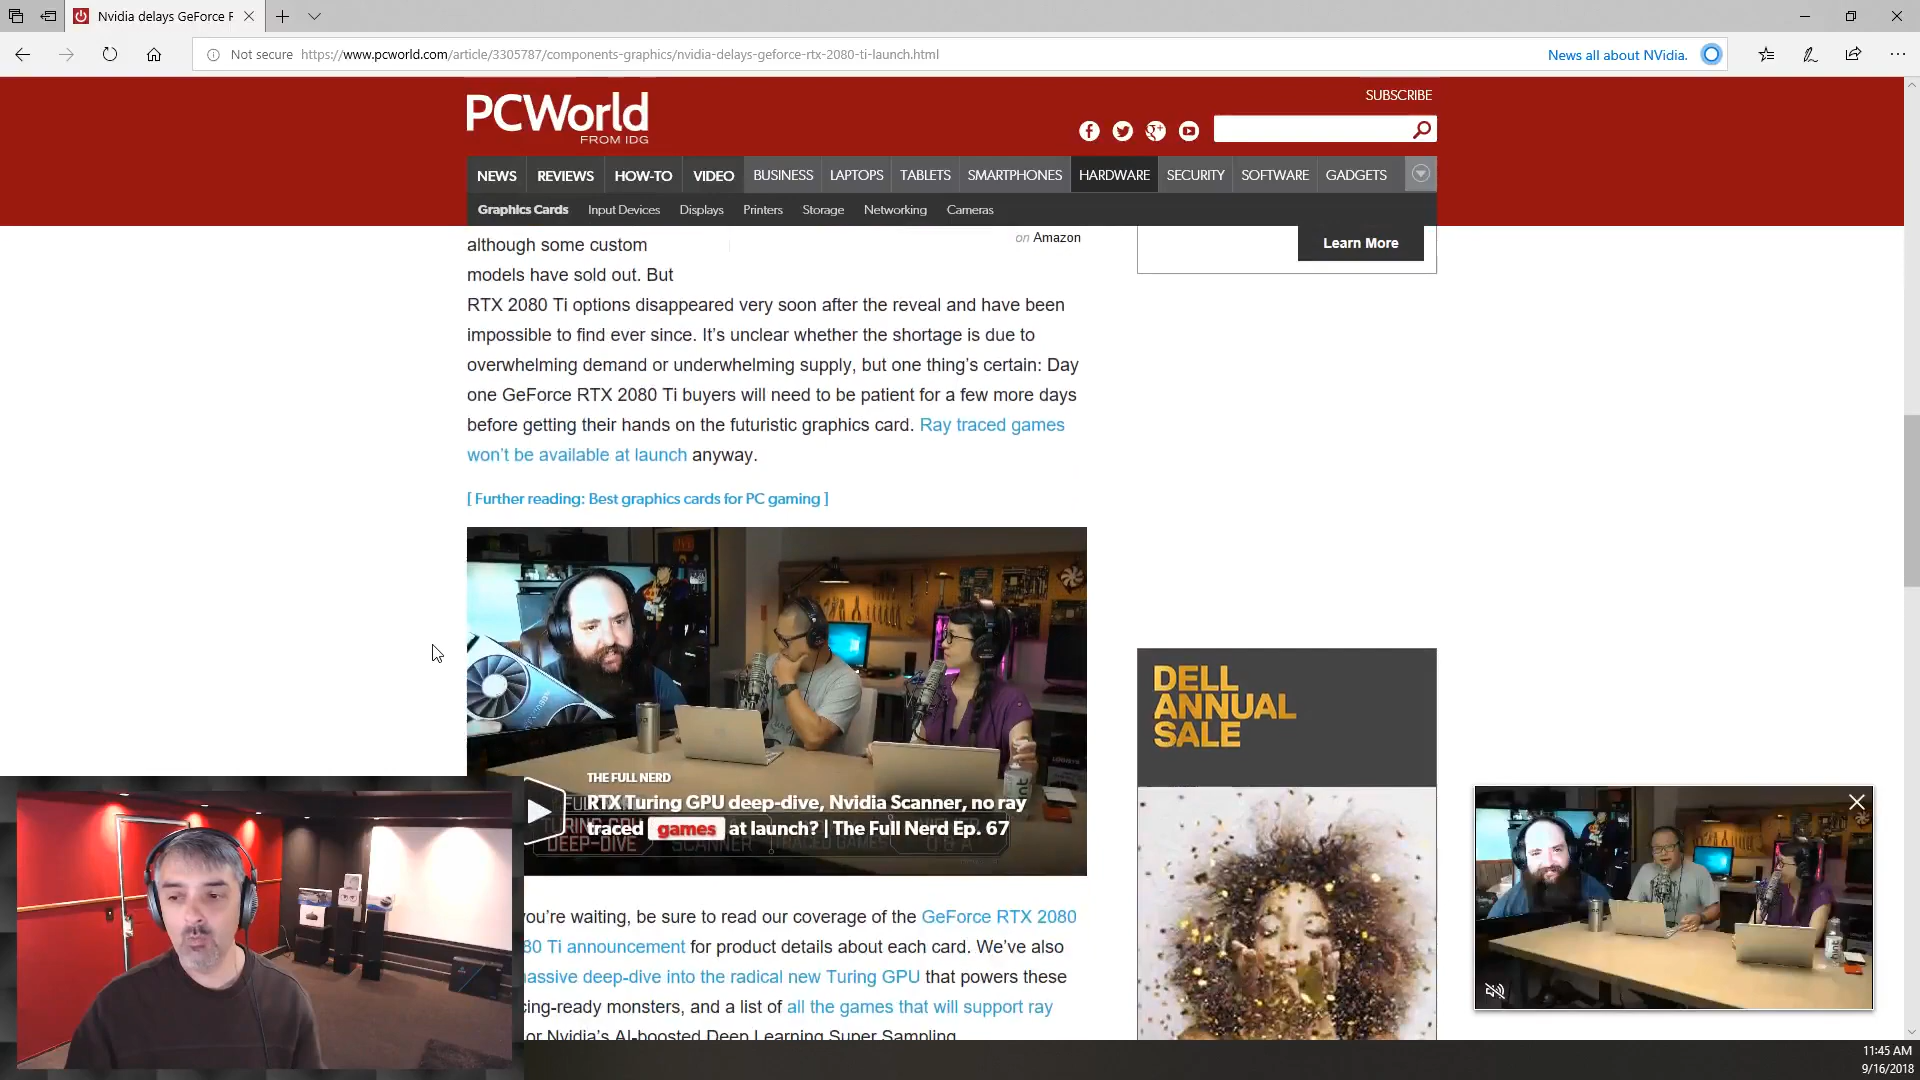 Nvidia delays GeForce F
Not secure https://www.pcworld.com/article/3305787/components-graphics/nvidia-delays-geforce-rtx-2080-ti-launch.html
News all about NVidia.
SUBSCRIBE
PCWorld
FROM IDG
NEWS REVIEWS HOW-TO VIDEO BUSINESS LAPTOPS TABLETS SMARTPHONES HARDWARE SECURITY SOFTWARE GADGETS
Graphics Cards Input Devices Displays Printers Storage Networking Cameras
although some custom
models have sold out. But
RTX 2080 Ti options disappeared very soon after the reveal and have been
impossible to find ever since. It’s unclear whether the shortage is due to
overwhelming demand or underwhelming supply, but one thing’s certain: Day
one GeForce RTX 2080 Ti buyers will need to be patient for a few more days
before getting their hands on the futuristic graphics card. Ray traced games
won’t be available at launch anyway.
on Amazon
Learn More
[ Further reading: Best graphics cards for PC gaming ]
THE FULL NERD
RTX Turing GPU deep-dive, Nvidia Scanner, no ray
traced games at launch? | The Full Nerd Ep. 67
DEEP-DIVE SCANNER
you’re waiting, be sure to read our coverage of the GeForce RTX 2080
80 Ti announcement for product details about each card. We’ve also
assive deep-dive into the radical new Turing GPU that powers these
cing-ready monsters, and a list of all the games that will support ray
or Nvidia’s AI-boosted Deep Learning Super Sampling
DELL
ANNUAL
SALE
11:45 AM
9/16/2018